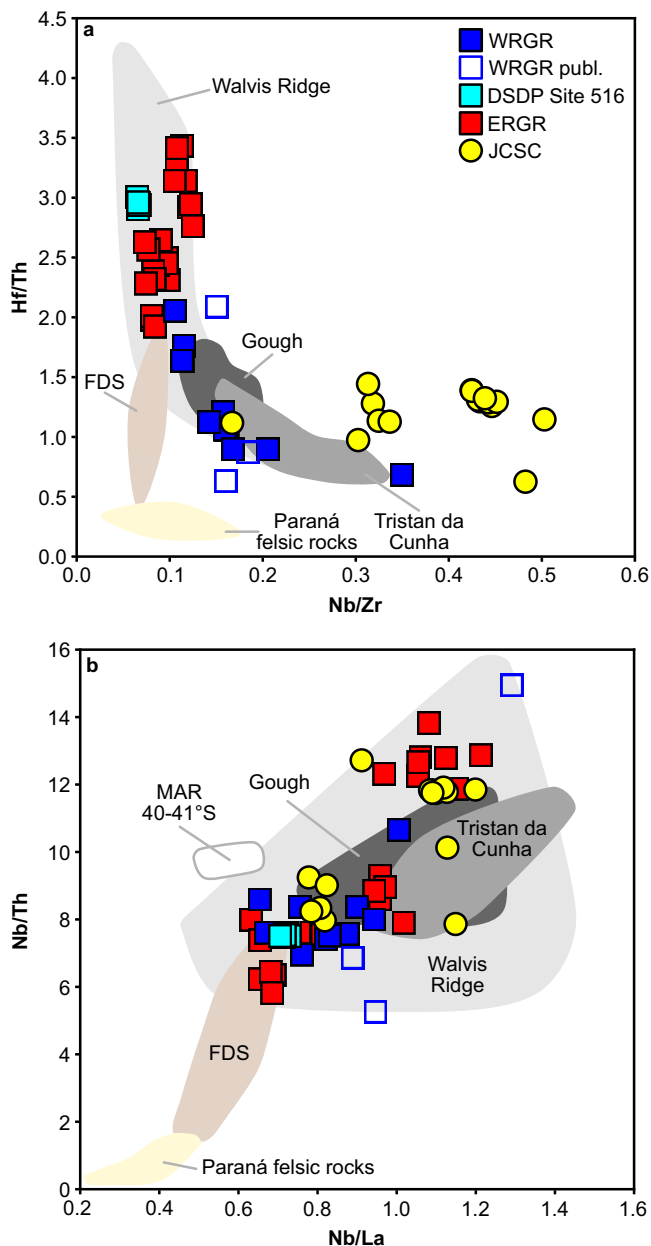 a
WRGR
WRGR publ.
DSDP Site 516
ERGR
JCSC
Walvis Ridge
Gough
FDS
Paraná
felsic rocks
Tristan da
Cunha
4.5
4.0
3.5
3.0
2.5
2.0
1.5
1.0
0.5
0.0
Hf/Th
0.0
0.1
0.2
0.3
0.4
0.5
0.6
Nb/Zr
b
MAR
40-41°S
Gough
Tristan da
Cunha
Walvis
Ridge
FDS
Paraná felsic rocks
16
14
12
10
8
6
4
2
0
Nb/Th
0.2
0.4
0.6
0.8
1.0
1.2
1.4
1.6
Nb/La